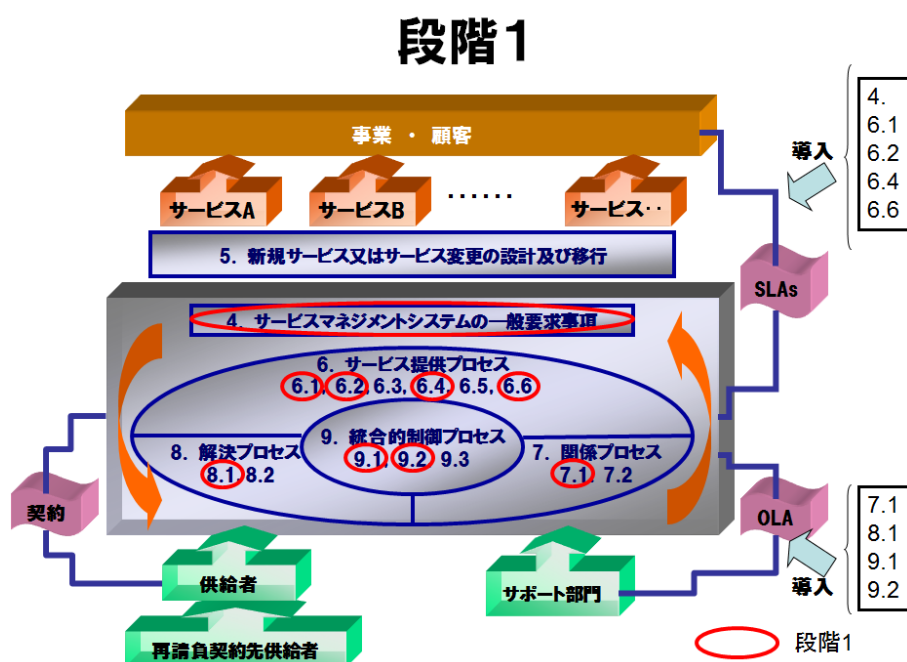 段階1
事業 ・ 顧客
サービスA
サービスB
‥‥‥
サービス‥
5. 新規サービス又はサービス変更の設計及び移行
4. サービスマネジメントシステムの一般要求事項
6. サービス提供プロセス
6.1, 6.2, 6.3, 6.4, 6.5, 6.6
9. 統合的制御プロセス
9.1, 9.2, 9.3
8. 解決プロセス
8.1, 8.2
7. 関係プロセス
7.1, 7.2
契約
供給者
再請負契約先供給者
サポート部門
SLAs
OLA
導入
4.
6.1
6.2
6.4
6.6
導入
7.1
8.1
9.1
9.2
段階1